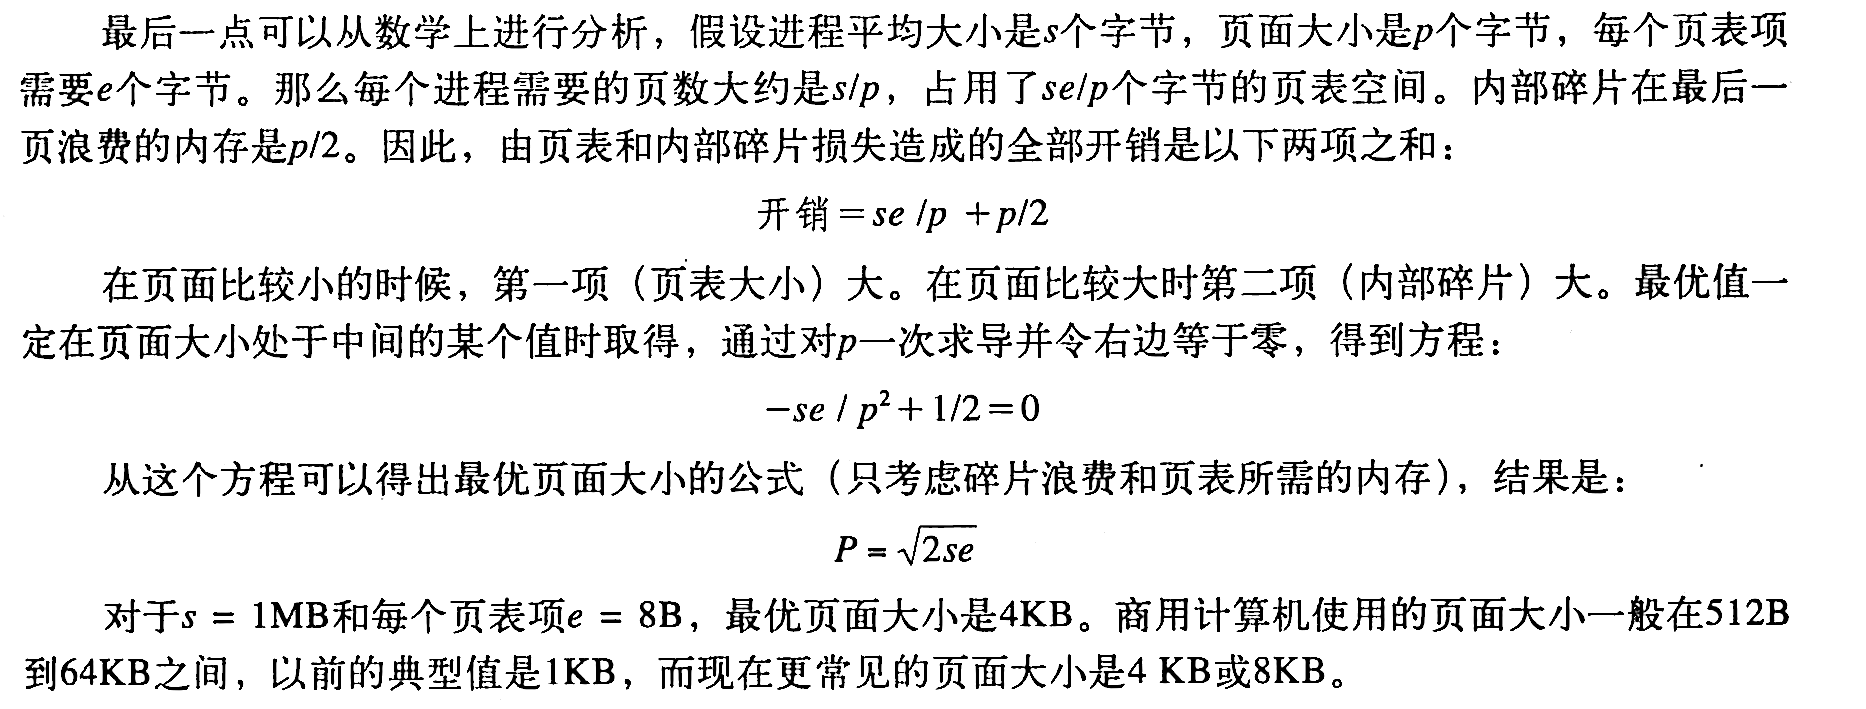 最后一点可以从数学上进行分析，假设进程平均大小是s个字节，页面大小是p个字节，每个页表项
需要e个字节。那么每个进程需要的页数大约是s/p，占用了se/p个字节的页表空间。内部碎片在最后一
页浪费的内存是p/2。因此，由页表和内部碎片损失造成的全部开销是以下两项之和：
开销＝se /p ＋p/2
在页面比较小的时候，第一项（页表大小）大。在页面比较大时第二项（内部碎片）大。最优值一
定在页面大小处于中间的某个值时取得，通过对p一次求导并令右边等于零，得到方程：
−se / p²＋1/2＝0
从这个方程可以得出最优页面大小的公式（只考虑碎片浪费和页表所需的内存），结果是：
P = √2se
对于s = 1MB和每个页表项e = 8B，最优页面大小是4KB。商用计算机使用的页面大小一般在512B
到64KB之间，以前的典型值是1KB，而现在更常见的页面大小是4 KB或8KB。